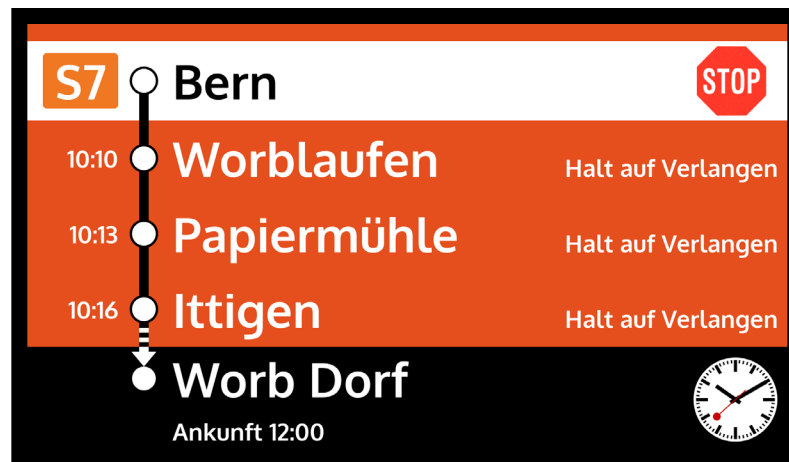 S7 Bern STOP
10:10 Worblaufen Halt auf Verlangen
10:13 Papiermühle Halt auf Verlangen
10:16 Ittigen Halt auf Verlangen
Worb Dorf
Ankunft 12:00